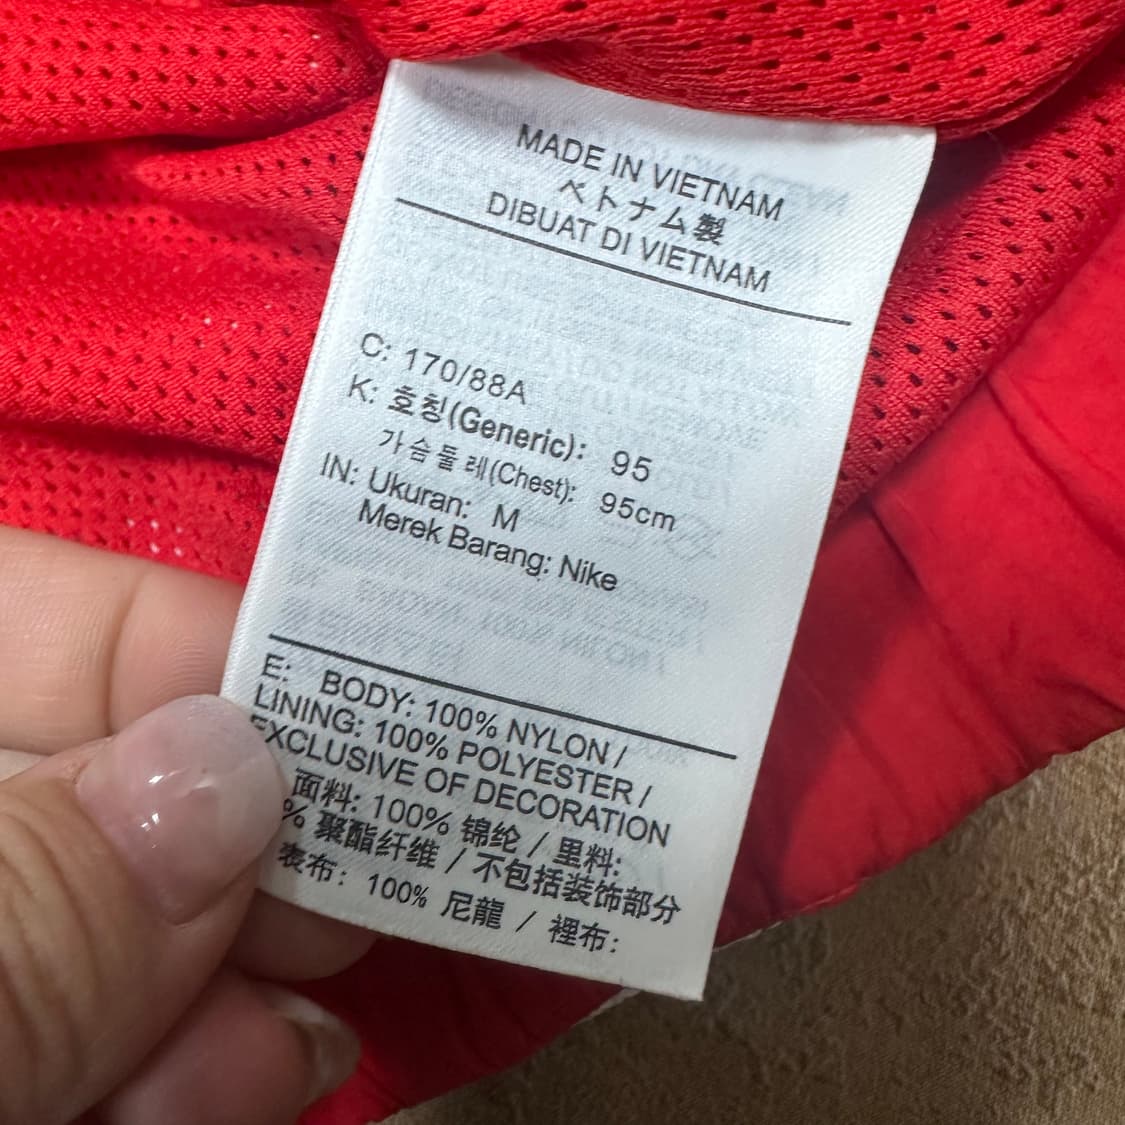 MADE IN VIETNAM
ベトナム製
DIBUAT DI VIETNAM
C: 170/88A
K: 호칭(Generic): 95
가슴둘레(Chest): 95cm
IN: Ukuran: M
Merek Barang: Nike
E: BODY: 100% NYLON /
LINING: 100% POLYESTER /
EXCLUSIVE OF DECORATION
面料: 100% 锦纶 / 里料:
% 聚酯纤维 / 不包括装饰部分
表布: 100% 尼龍 / 裡布: